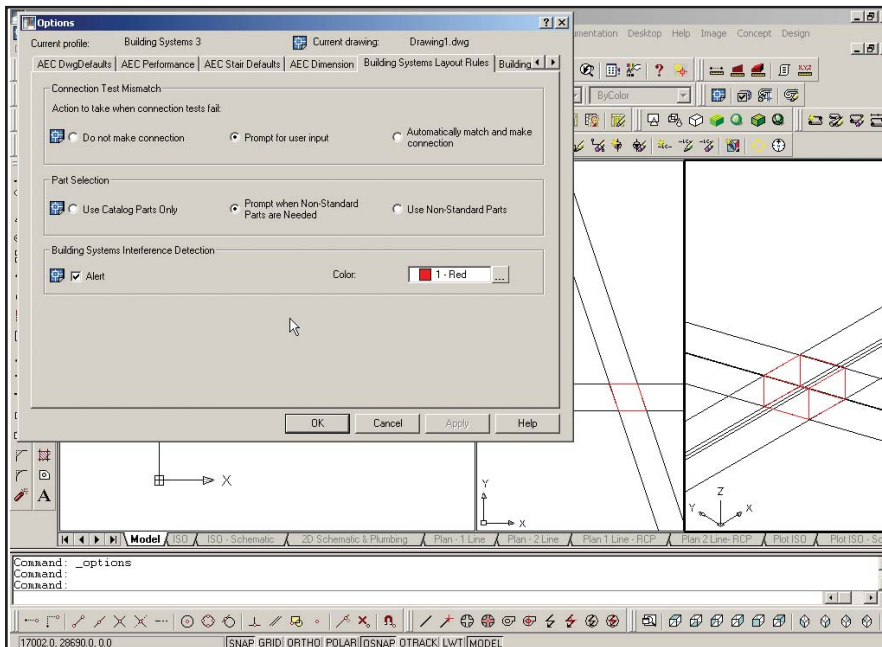 Options
Current profile: Building Systems 3 Current drawing: Drawing1.dwg
mentation Desktop Help Image Concept Design
AEC DwgDefaults AEC Performance AEC Stair Defaults AEC Dimension Building Systems Layout Rules Building
Connection Test Mismatch
Action to take when connection tests fail:
Do not make connection
Prompt for user input
Automatically match and make
connection
ByColor
Part Selection
Use Catalog Parts Only
Prompt when Non-Standard
Parts are Needed
Use Non-Standard Parts
Building Systems Interference Detection
Alert
Color:
1 - Red
...
OK Cancel Apply Help
A
X
Y
X
Z
Y X
Model ISO ISO - Schematic 2D Schematic & Plumbing Plan - 1 Line Plan - 2 Line Plan 1 Line - RCP Plan 2 Line- RCP Plot ISO Plot ISO - Sc
Command: _options
Command:
Command:
17002.0, 28690.0, 0.0 SNAP GRID ORTHO POLAR OSNAP OTRACK LWT MODEL